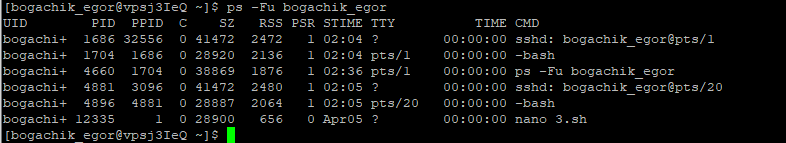 [bogachik_egor@vpsj3IeQ ~]$ ps -Fu bogachik_egor
UID        PID  PPID  C    SZ   RSS PSR STIME TTY          TIME CMD
bogachi+  1686 32556  0 41472  2472   1 02:04 ?        00:00:00 sshd: bogachik_egor@pts/1
bogachi+  1704  1686  0 28920  2136   1 02:04 pts/1    00:00:00 -bash
bogachi+  4660  1704  0 38869  1876   1 02:36 pts/1    00:00:00 ps -Fu bogachik_egor
bogachi+  4881  3096  0 41472  2480   1 02:05 ?        00:00:00 sshd: bogachik_egor@pts/20
bogachi+  4896  4881  0 28887  2064   1 02:05 pts/20   00:00:00 -bash
bogachi+ 12335     1  0 28900   656   0 Apr05 ?        00:00:00 nano 3.sh
[bogachik_egor@vpsj3IeQ ~]$